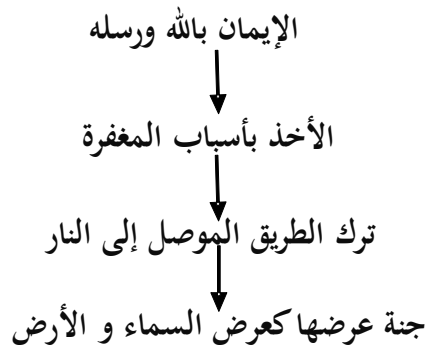 الإيمان بالله ورسله
الأخذ بأسباب المغفرة
ترك الطريق الموصل إلى النار
جنة عرضها كعرض السماء و الأرض